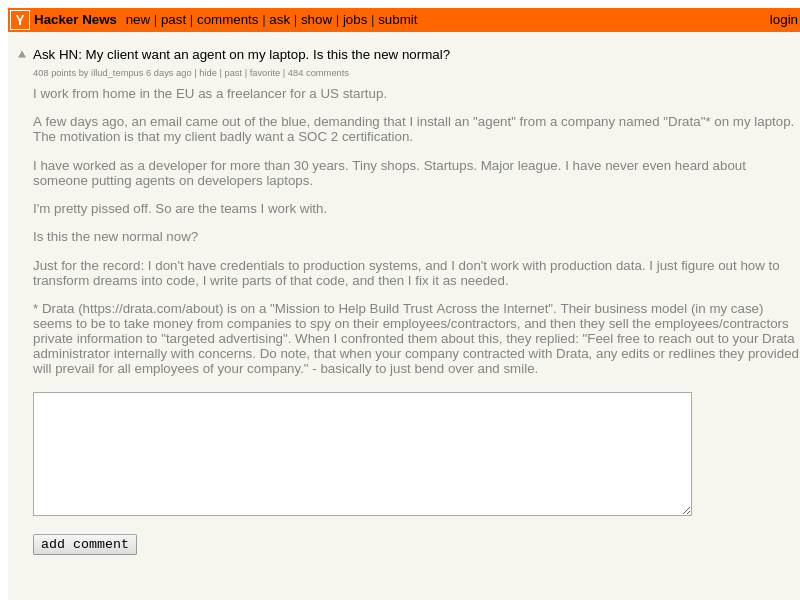 Y Hacker News new | past | comments | ask | show | jobs | submit login
Ask HN: My client want an agent on my laptop. Is this the new normal?
408 points by illud_tempus 6 days ago | hide | past | favorite | 484 comments
I work from home in the EU as a freelancer for a US startup.
A few days ago, an email came out of the blue, demanding that I install an "agent" from a company named "Drata"* on my laptop.
The motivation is that my client badly want a SOC 2 certification.
I have worked as a developer for more than 30 years. Tiny shops. Startups. Major league. I have never even heard about
someone putting agents on developers laptops.
I'm pretty pissed off. So are the teams I work with.
Is this the new normal now?
Just for the record: I don't have credentials to production systems, and I don't work with production data. I just figure out how to
transform dreams into code, I write parts of that code, and then I fix it as needed.
* Drata (https://drata.com/about) is on a "Mission to Help Build Trust Across the Internet". Their business model (in my case)
seems to be to take money from companies to spy on their employees/contractors, and then they sell the employees/contractors
private information to "targeted advertising". When I confronted them about this, they replied: "Feel free to reach out to your Drata
administrator internally with concerns. Do note, that when your company contracted with Drata, any edits or redlines they provided
will prevail for all employees of your company." - basically to just bend over and smile.
add comment